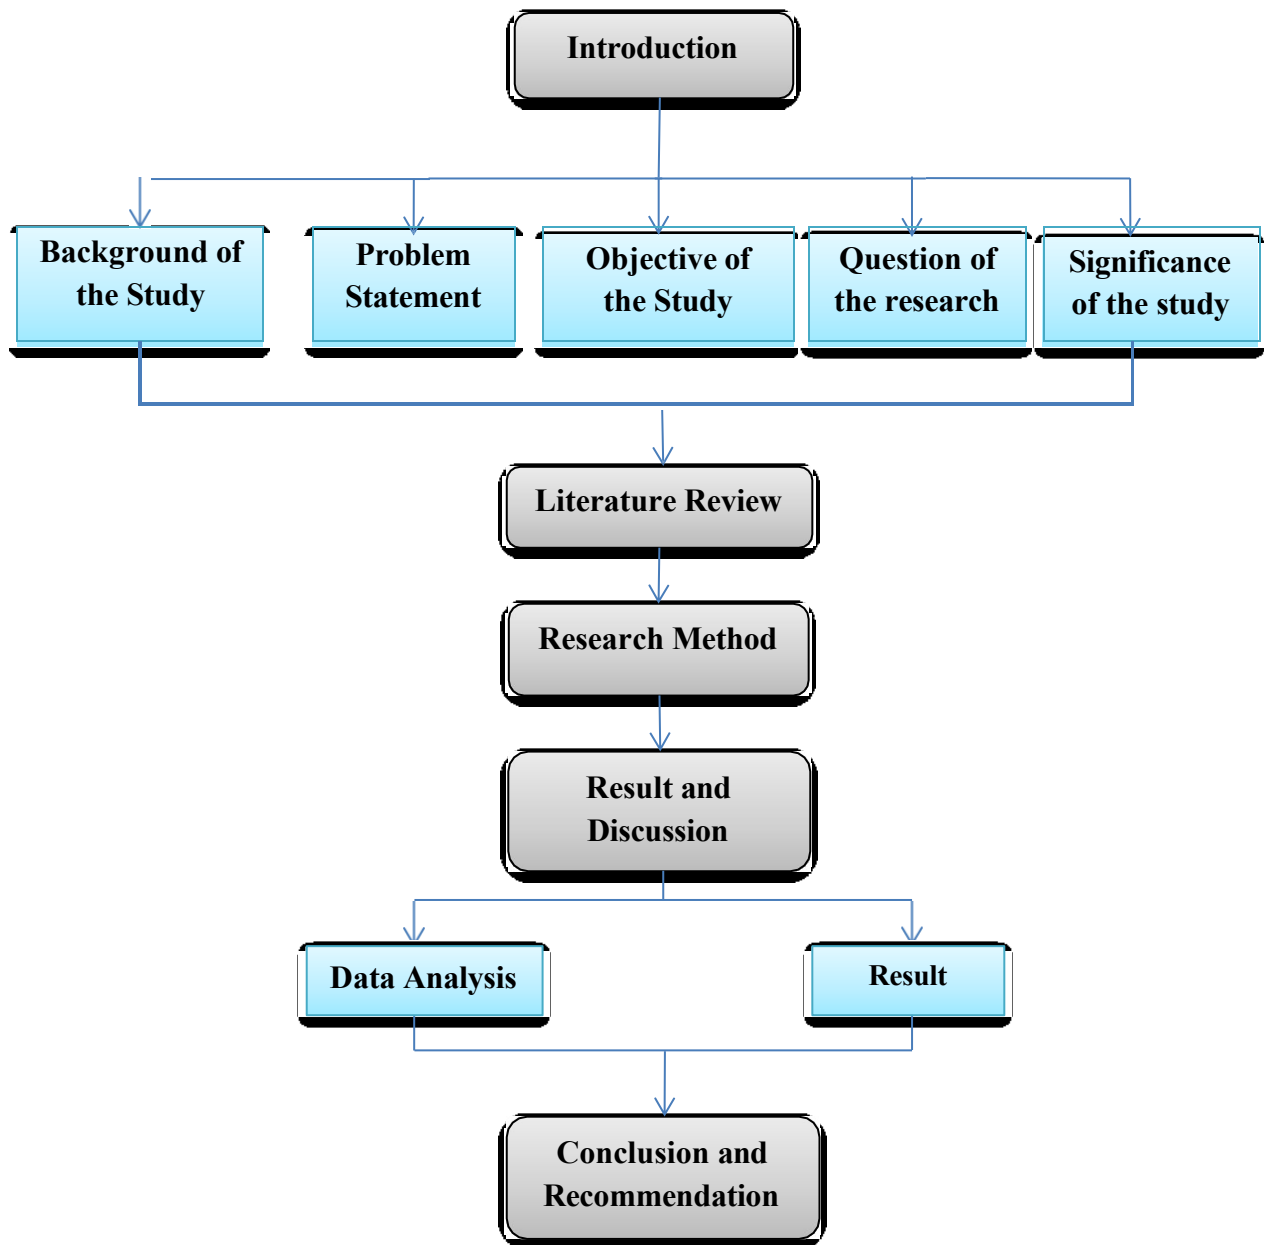 Introduction
Background of
the Study
Problem
Statement
Objective of
the Study
Question of
the research
Significance
of the study
Literature Review
Research Method
Result and
Discussion
Data Analysis
Result
Conclusion and
Recommendation